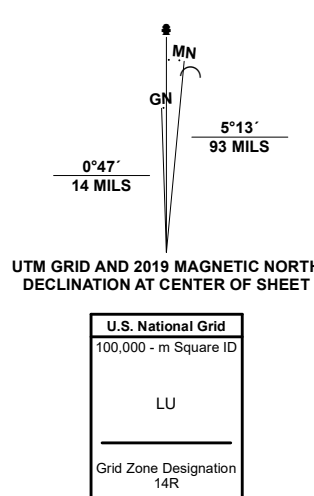 MN
GN
5°13´
93 MILS
0°47´
14 MILS
UTM GRID AND 2019 MAGNETIC NORTH
DECLINATION AT CENTER OF SHEET
U.S. National Grid
100,000 - m Square ID
LU
Grid Zone Designation
14R